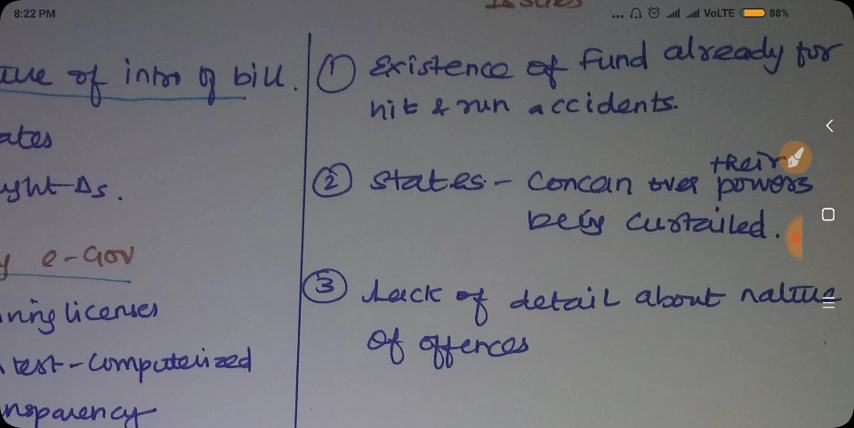 Issues
8:22 PM
... VoLTE 88%
of intro of bill.
ates
ght Δs.
y e-Gov
ning licenses
test - computerized
nsparency
① Existence of Fund already for
hit & run accidents.
② States - Concan over their powers
being curtailed.
③ Lack of detail about nature
of offences